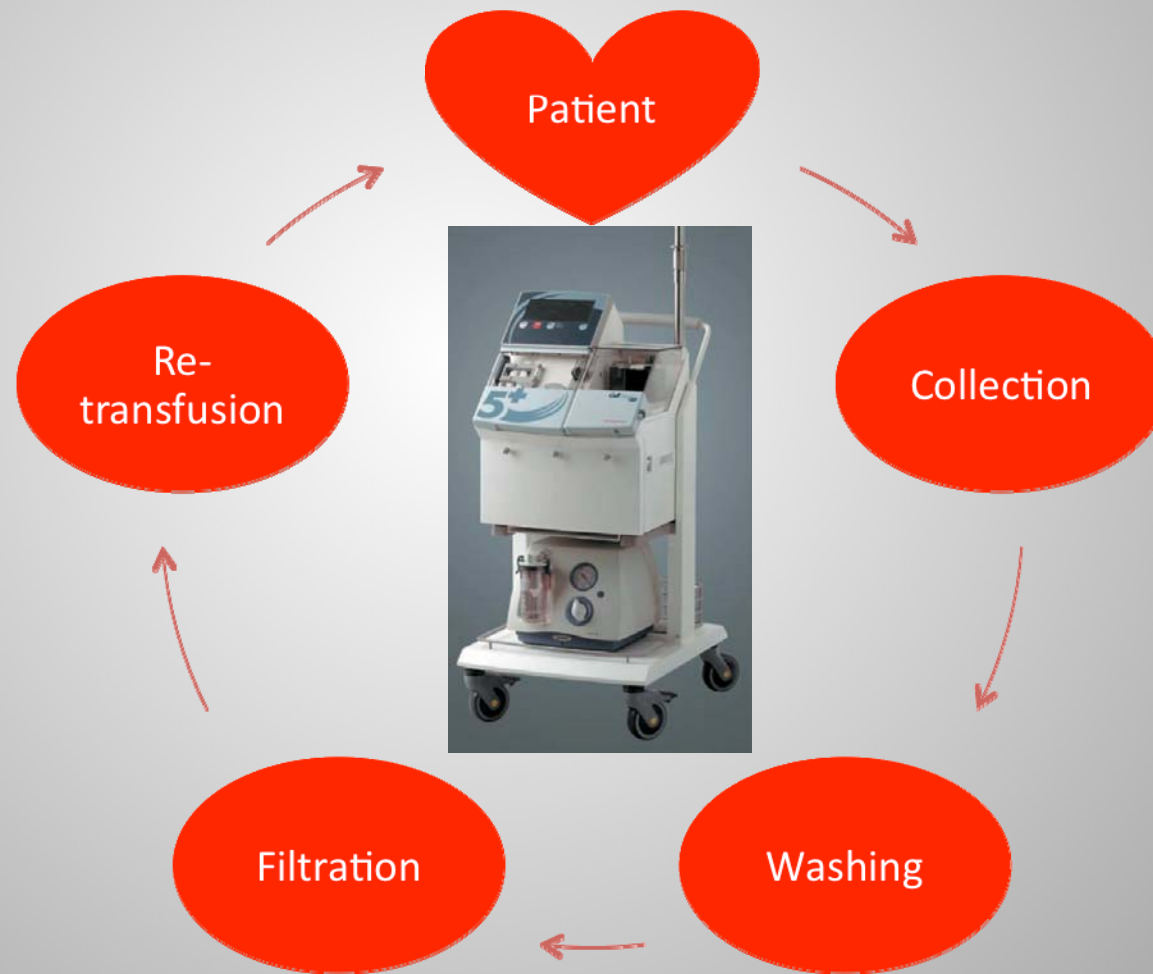 Patient
Collection
Washing
Filtration
Re-
transfusion
5+